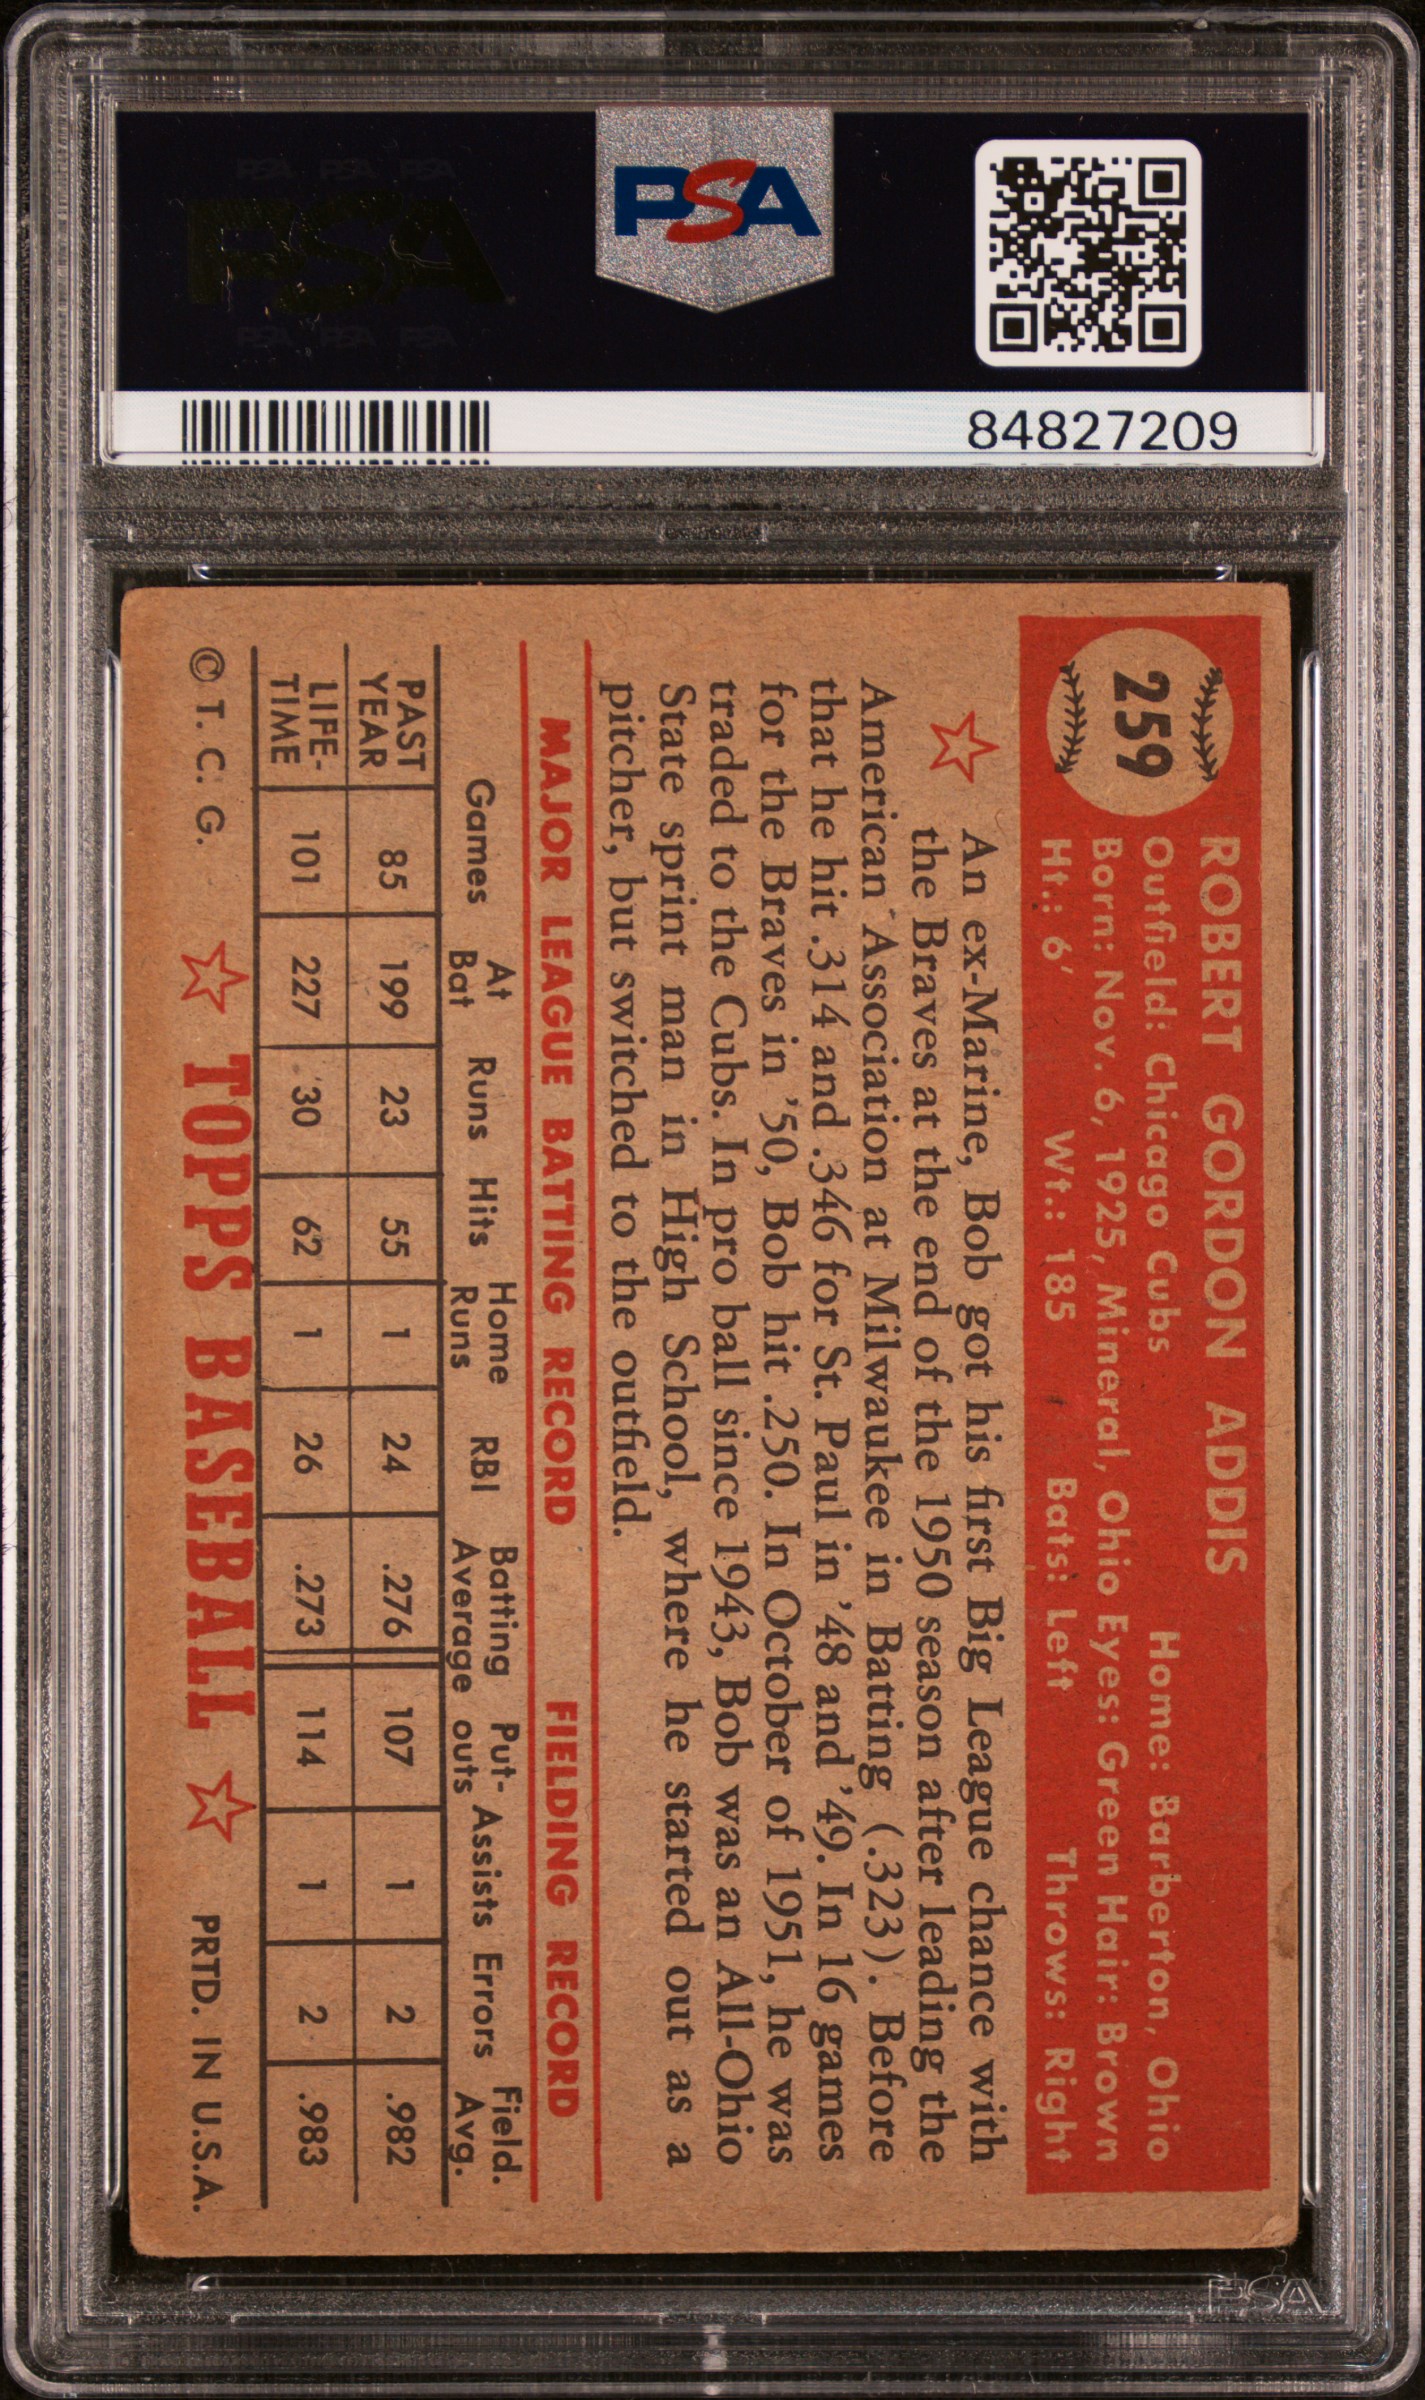 PSA PSA PSA
PSA
PSA PSA PSA
PSA
84827209
259
ROBERT GORDON ADDIS
Outfield: Chicago Cubs Home: Barberton, Ohio
Born: Nov. 6, 1925, Mineral, Ohio Eyes: Green Hair: Brown
Ht.: 6' Wt.: 185 Bats: Left Throws: Right
An ex-Marine, Bob got his first Big League chance with
the Braves at the end of the 1950 season after leading the
American Association at Milwaukee in Batting (.323). Before
that he hit .314 and .346 for St. Paul in '48 and '49. In 16 games
for the Braves in '50, Bob hit .250. In October of 1951, he was
traded to the Cubs. In pro ball since 1943, Bob was an All-Ohio
State sprint man in High School, where he started out as a
pitcher, but switched to the outfield.
MAJOR LEAGUE BATTING RECORD FIELDING RECORD
Games At Bat Runs Hits Home Runs RBI Batting Average Put-outs Assists Errors Field. Avg.
PAST YEAR 85 199 23 55 1 24 .276 107 1 2 .982
LIFE-TIME 101 227 30 62 1 26 .273 114 1 2 .983
© T. C. G. TOPPS BASEBALL PRTD. IN U.S.A.
PSA